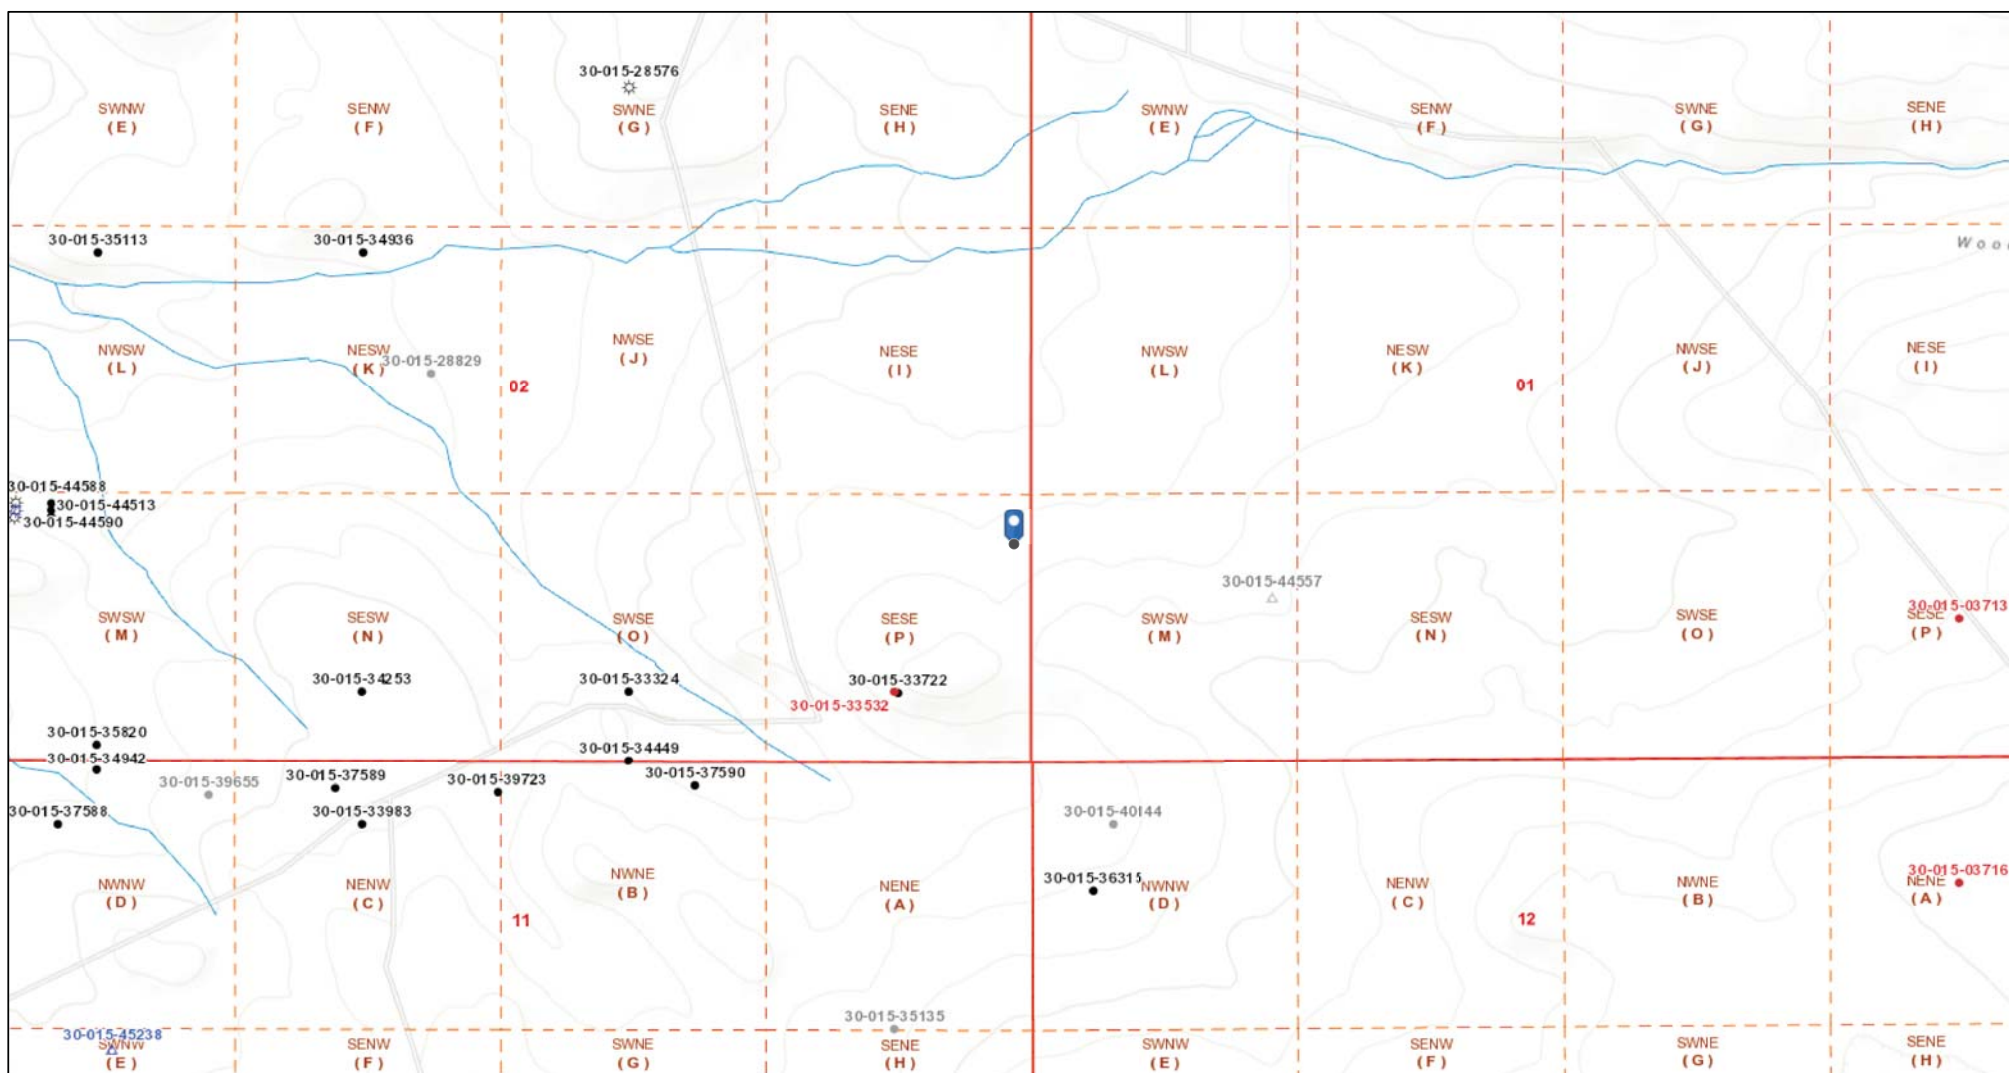 30-015-28576
SWNW
(E)
SENW
(F)
SWNE
(G)
SENE
(H)
SWNW
(E)
SENW
(F)
SWNE
(G)
SENE
(H)
30-015-35113
30-015-34936
Woo
NWSW
(L)
NESW
(K)
30-015-28829
NWSE
(J)
NESE
(I)
NWSW
(L)
NESW
(K)
NWSE
(J)
NESE
(I)
02
01
30-015-44588
30-015-44513
30-015-44590
30-015-44557
30-015-03713
SWSW
(M)
SESW
(N)
SWSE
(O)
SESE
(P)
SWSW
(M)
SESW
(N)
SWSE
(O)
SESE
(P)
30-015-34253
30-015-33324
30-015-33722
30-015-33532
30-015-35820
30-015-34942
30-015-34449
30-015-39655
30-015-37589
30-015-39723
30-015-37590
30-015-37588
30-015-33983
30-015-40144
30-015-36315
30-015-03716
NWNW
(D)
NENW
(C)
NWNE
(B)
NENE
(A)
NWNW
(D)
NENW
(C)
NWNE
(B)
NENE
(A)
11
12
30-015-35135
30-015-45238
SWNW
(E)
SENW
(F)
SWNE
(G)
SENE
(H)
SWNW
(E)
SENW
(F)
SWNE
(G)
SENE
(H)